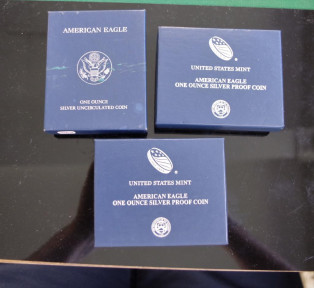 AMERICAN EAGLE
ONE OUNCE
SILVER UNCIRCULATED COIN
UNITED STATES MINT
AMERICAN EAGLE
ONE OUNCE SILVER PROOF COIN
UNITED STATES MINT
AMERICAN EAGLE
ONE OUNCE SILVER PROOF COIN